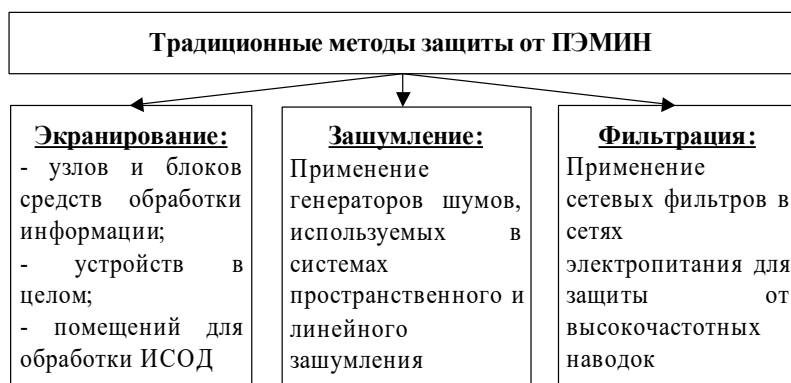 Традиционные методы защиты от ПЭМИН
Экранирование:
- узлов и блоков
средств обработки
информации;
- устройств в
целом;
- помещений для
обработки ИСОД
Зашумление:
Применение
генераторов шумов,
используемых в
системах
пространственного и
линейного
зашумления
Фильтрация:
Применение
сетевых фильтров в
сетях
электропитания для
защиты от
высокочастотных
наводок